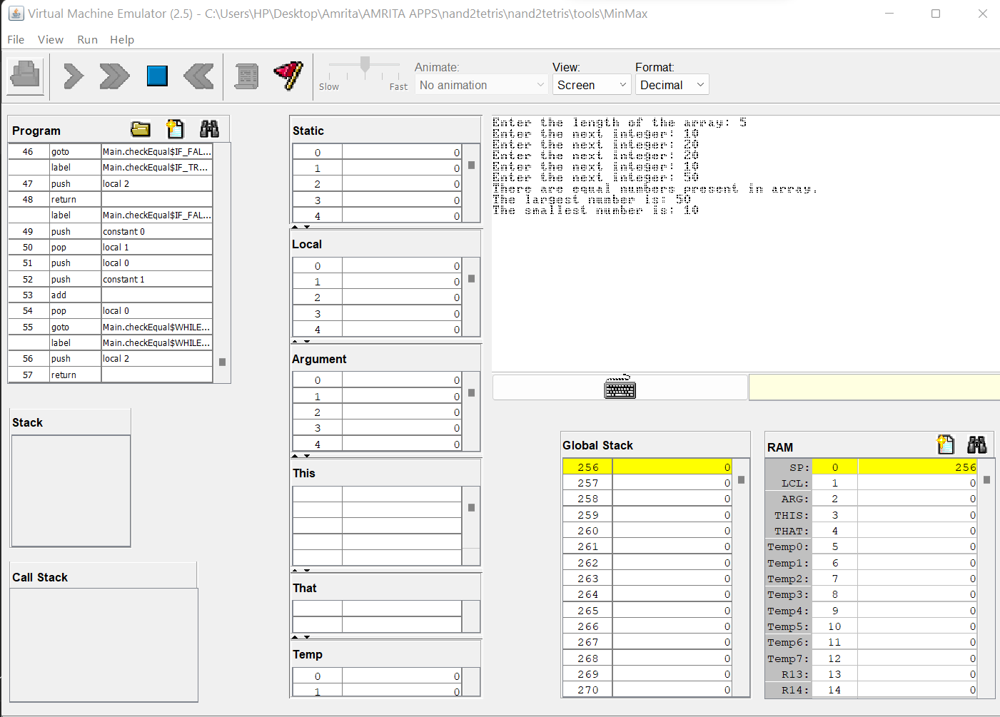 Virtual Machine Emulator (2.5) - C:\Users\HP\Desktop\Amrita\AMRITA APPS\nand2tetris\nand2tetris\tools\MinMax
File View Run Help
Slow Fast
Animate:
No animation
View:
Screen
Format:
Decimal
Program
46 goto Main.checkEqual$IF_FAL...
label Main.checkEqual$IF_TR...
47 push local 2
48 return
label Main.checkEqual$IF_FAL...
49 push constant 0
50 pop local 1
51 push local 0
52 push constant 1
53 add
54 pop local 0
55 goto Main.checkEqual$WHILE...
label Main.checkEqual$WHILE...
56 push local 2
57 return
Stack
Call Stack
Static
0 0
1 0
2 0
3 0
4 0
Local
0 0
1 0
2 0
3 0
4 0
Argument
0 0
1 0
2 0
3 0
4 0
This
That
Temp
0 0
1 0
Enter the length of the array: 5
Enter the next integer: 10
Enter the next integer: 20
Enter the next integer: 20
Enter the next integer: 10
Enter the next integer: 50
There are equal numbers present in array.
The largest number is: 50
The smallest number is: 10
Global Stack
256 0
257 0
258 0
259 0
260 0
261 0
262 0
263 0
264 0
265 0
266 0
267 0
268 0
269 0
270 0
RAM
SP: 0 256
LCL: 1 0
ARG: 2 0
THIS: 3 0
THAT: 4 0
Temp0: 5 0
Temp1: 6 0
Temp2: 7 0
Temp3: 8 0
Temp4: 9 0
Temp5: 10 0
Temp6: 11 0
Temp7: 12 0
R13: 13 0
R14: 14 0